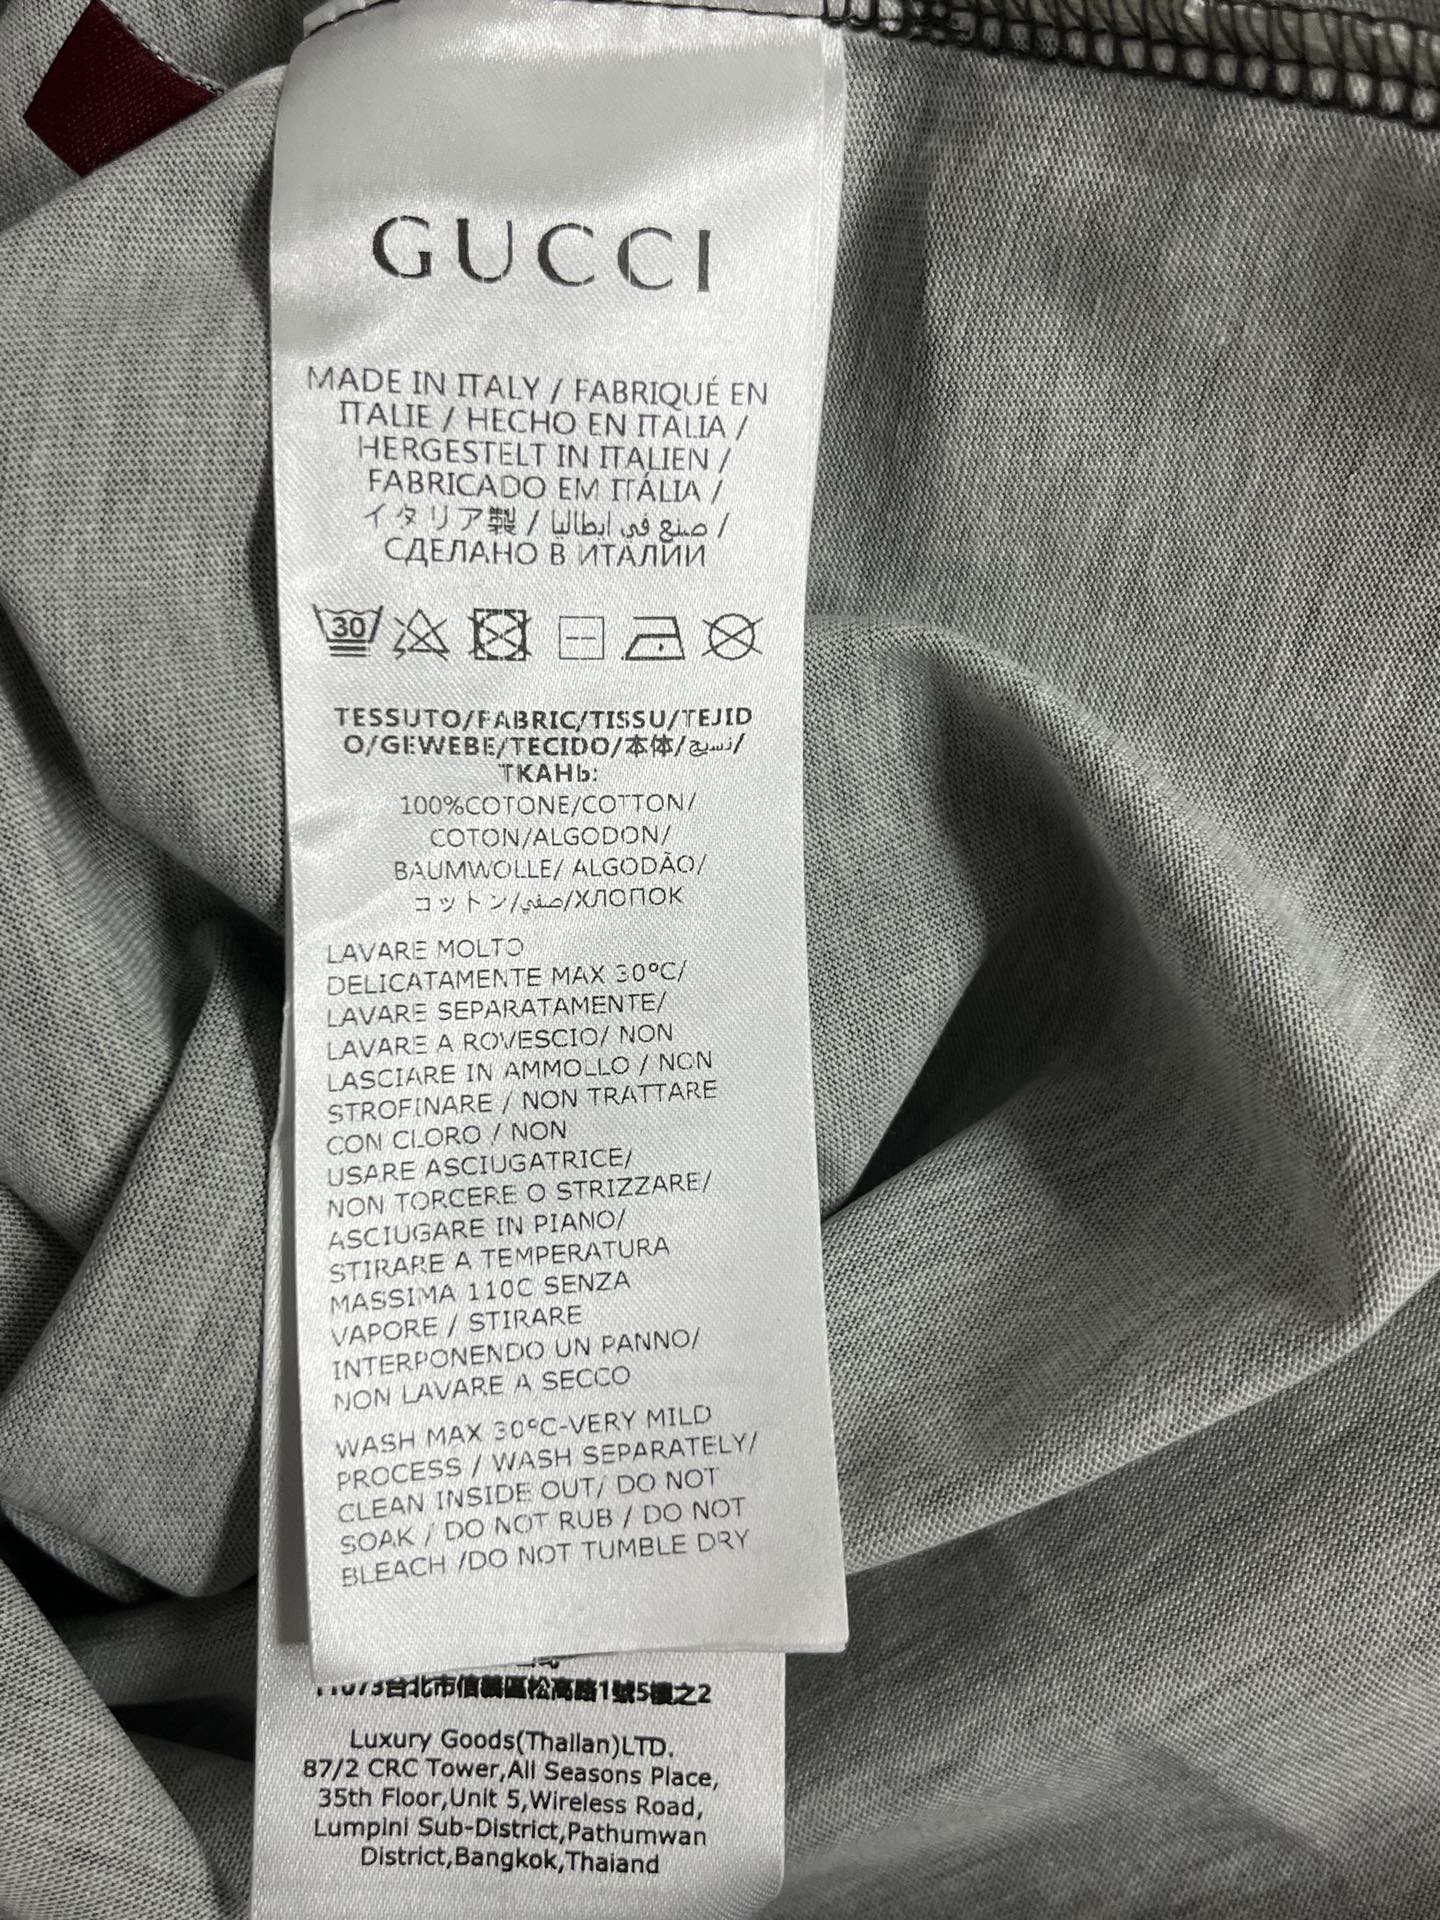 GUCCI
MADE IN ITALY / FABRIQUÉ EN
ITALIE / HECHO EN ITALIA /
HERGESTELT IN ITALIEN /
FABRICADO EM ITÁLIA /
イタリア製 / صنع في ايطاليا /
СДЕЛАНО В ИТАЛИИ
30
TESSUTO/FABRIC/TISSU/TEJID
O/GEWEBE/TECIDO/本体/نسيج/
ТКАНЬ:
100%COTONE/COTTON/
COTON/ALGODON/
BAUMWOLLE/ ALGODÃO/
コットン/صفي/ХЛОПОК
LAVARE MOLTO
DELICATAMENTE MAX 30°C/
LAVARE SEPARATAMENTE/
LAVARE A ROVESCIO/ NON
LASCIARE IN AMMOLLO / NON
STROFINARE / NON TRATTARE
CON CLORO / NON
USARE ASCIUGATRICE/
NON TORCERE O STRIZZARE/
ASCIUGARE IN PIANO/
STIRARE A TEMPERATURA
MASSIMA 110C SENZA
VAPORE / STIRARE
INTERPONENDO UN PANNO/
NON LAVARE A SECCO
WASH MAX 30°C-VERY MILD
PROCESS / WASH SEPARATELY/
CLEAN INSIDE OUT/ DO NOT
SOAK / DO NOT RUB / DO NOT
BLEACH /DO NOT TUMBLE DRY
11073台北市信義區松高路1號5樓之2
Luxury Goods(Thailan)LTD.
87/2 CRC Tower,All Seasons Place,
35th Floor,Unit 5,Wireless Road,
Lumpini Sub-District,Pathumwan
District,Bangkok,Thaiand